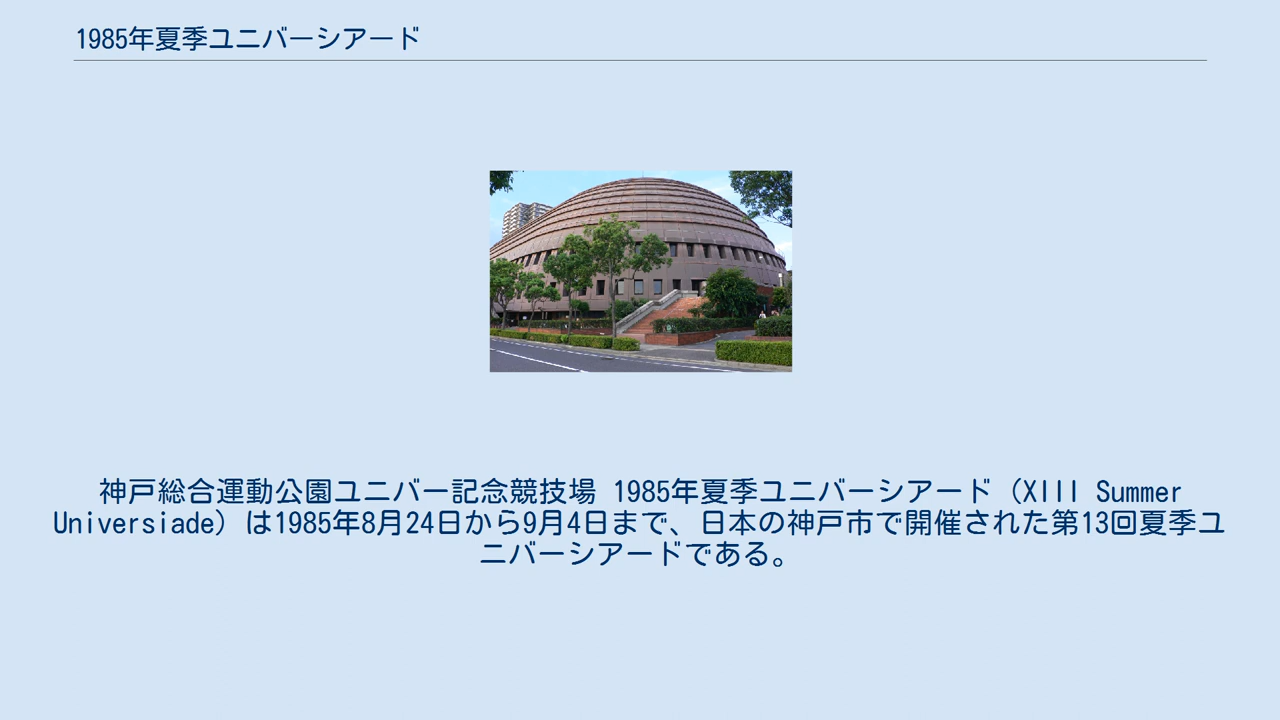 1985年夏季ユニバーシアード
神戸総合運動公園ユニバー記念競技場 1985年夏季ユニバーシアード（XIII Summer
Universiade）は1985年8月24日から9月4日まで、日本の神戸市で開催された第13回夏季ユ
ニバーシアードである。